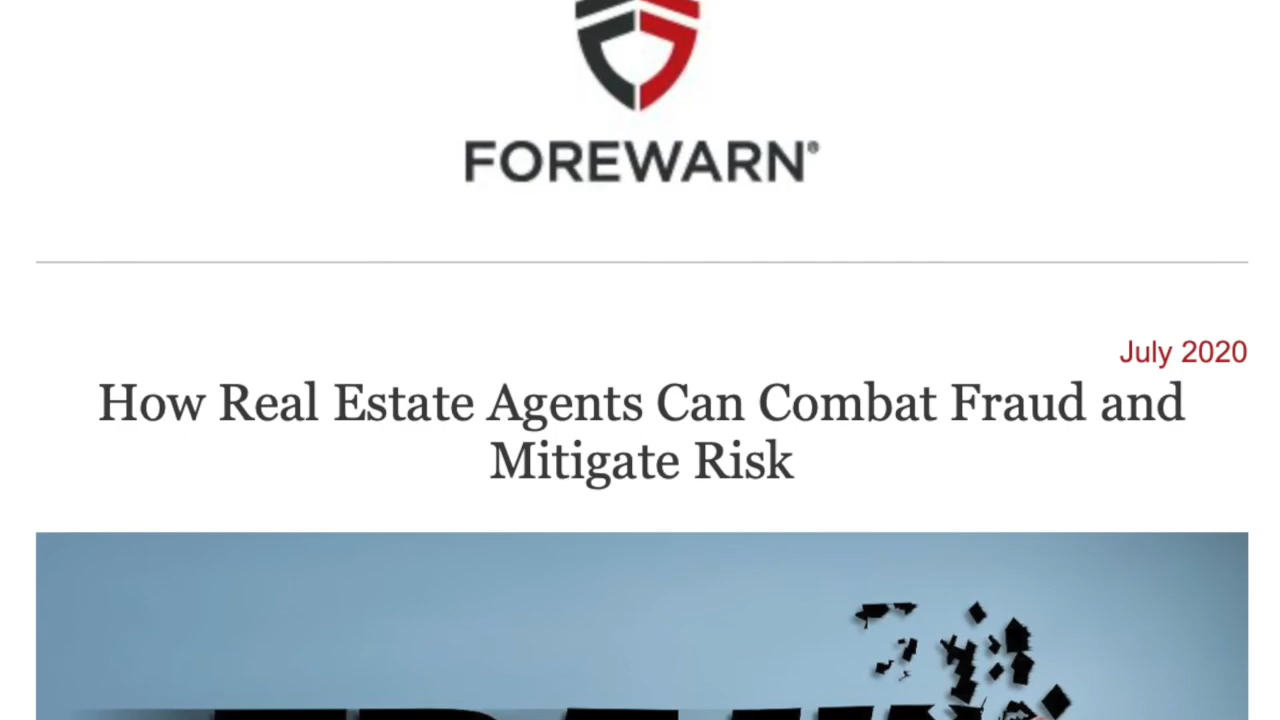 FOREWARN®
July 2020
How Real Estate Agents Can Combat Fraud and
Mitigate Risk